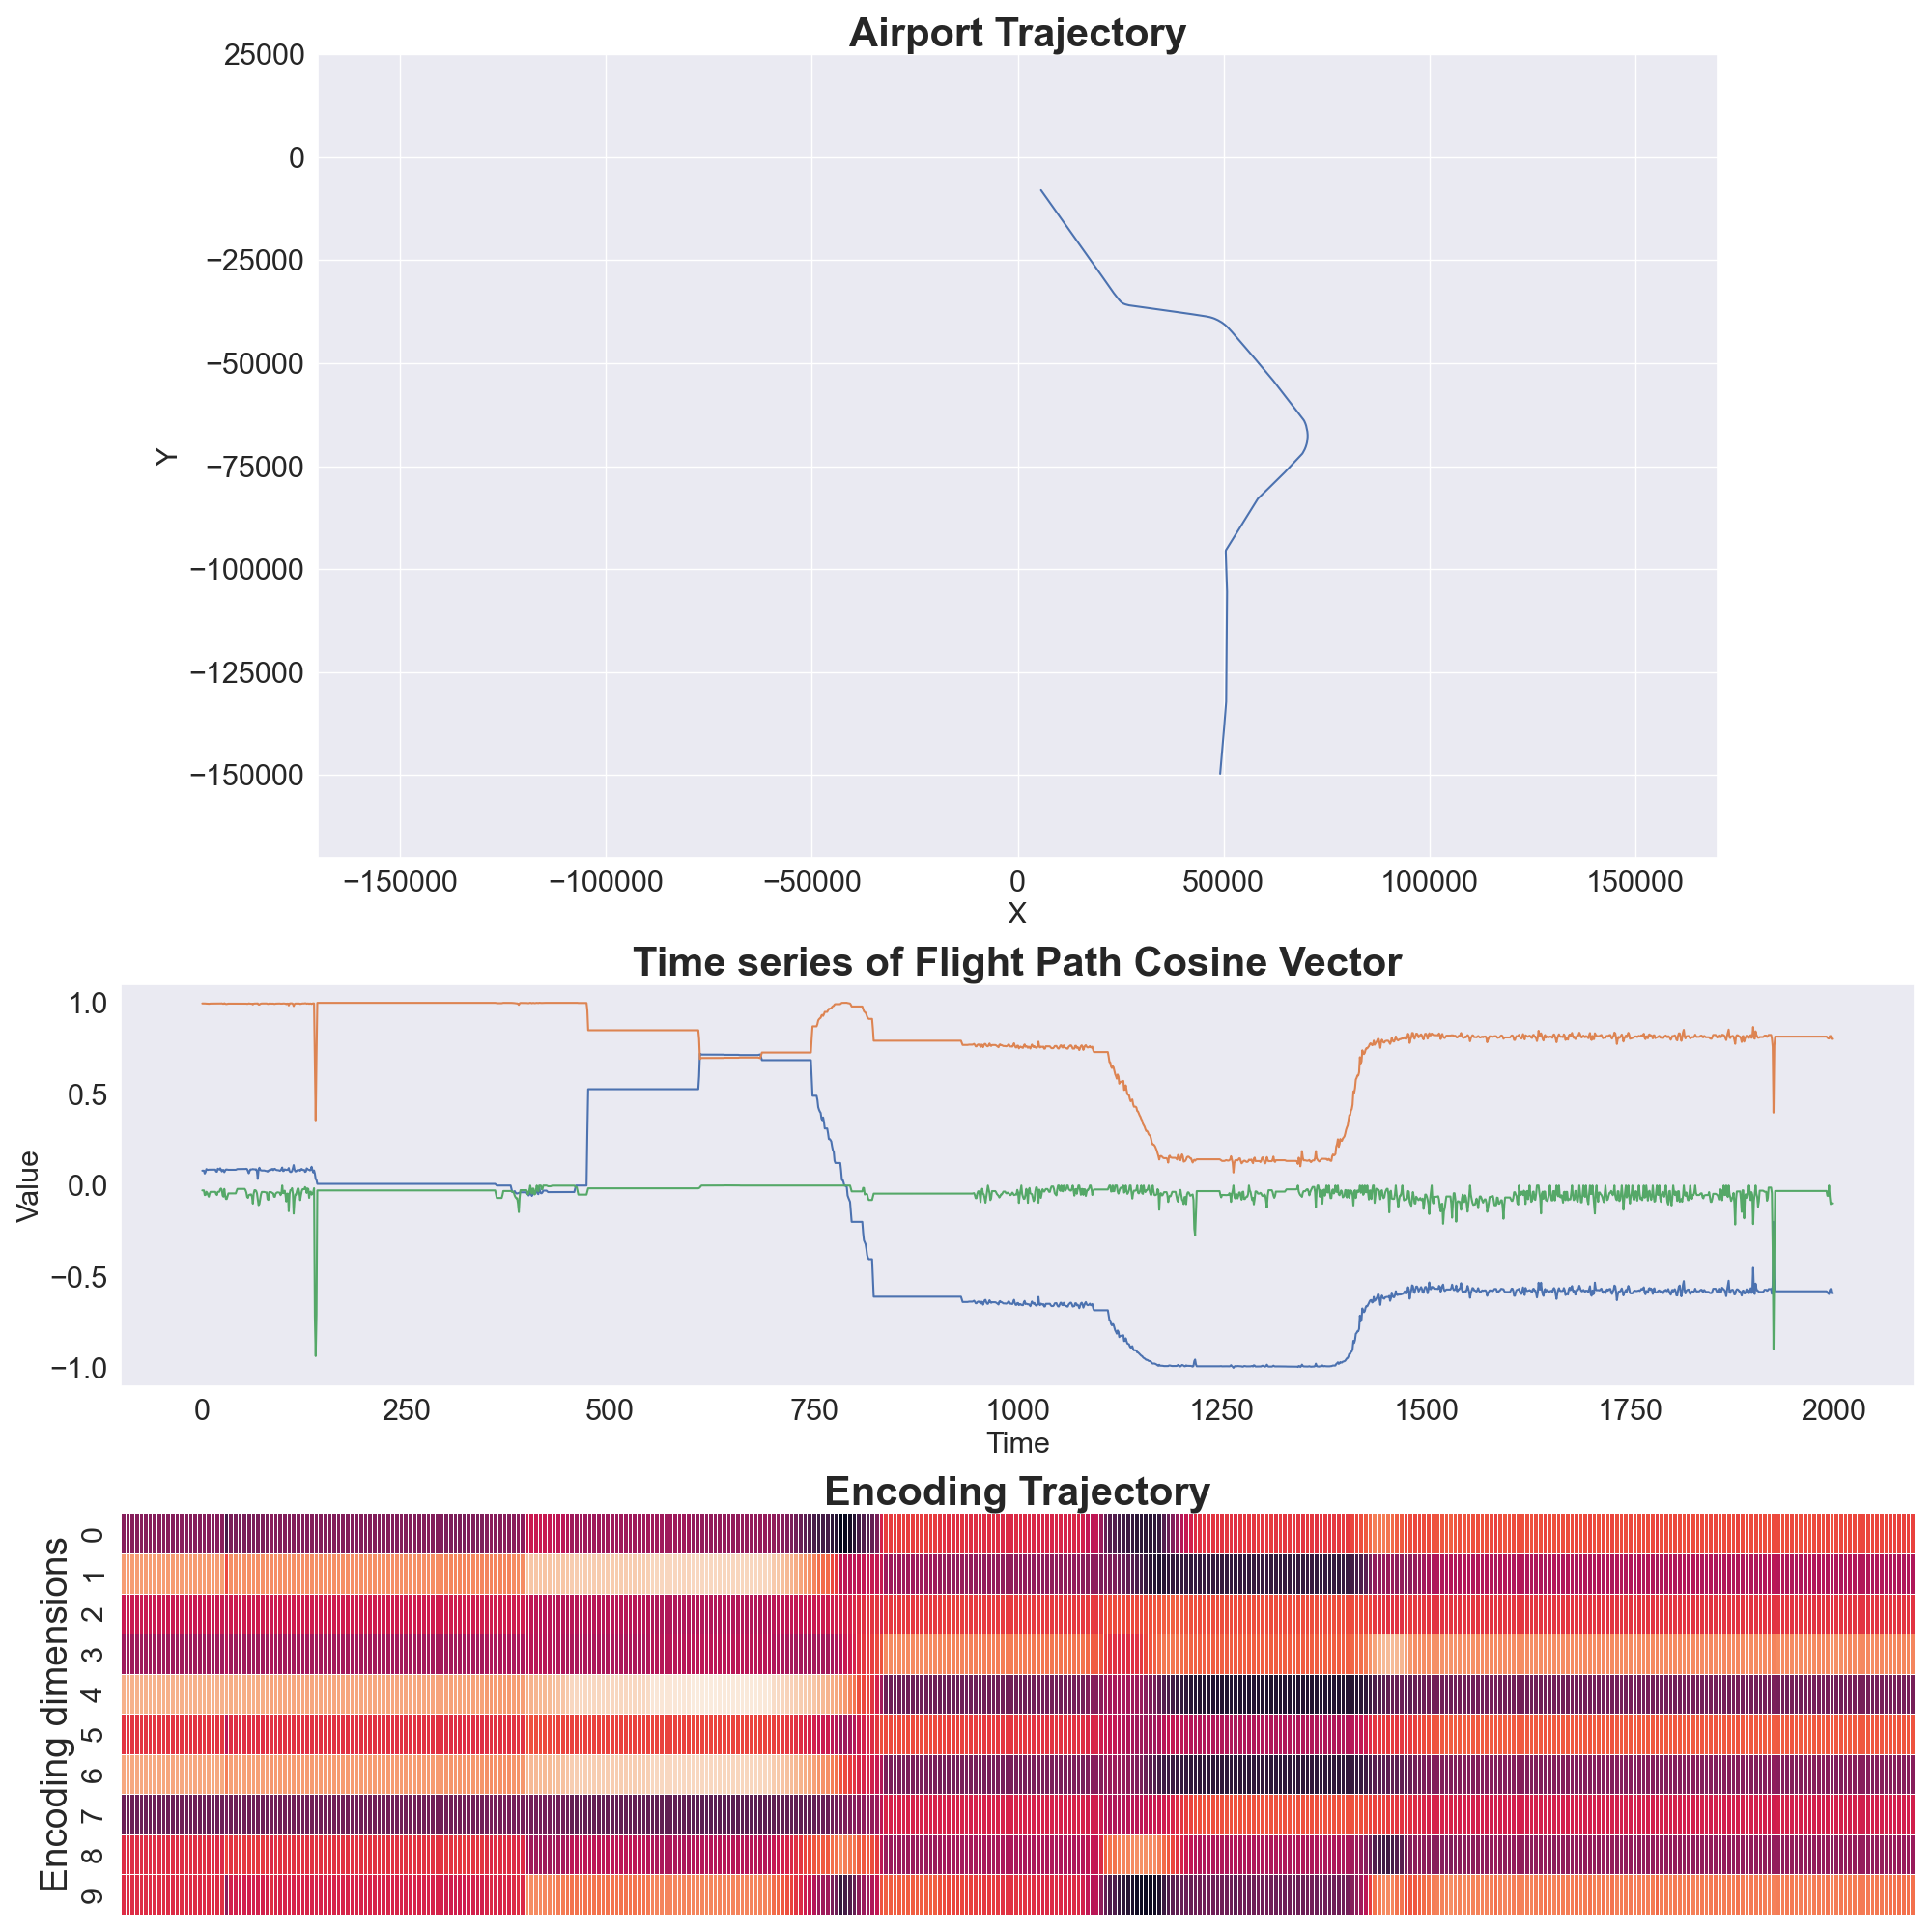 Airport Trajectory
25000
0
−25000
−50000
−75000
−100000
−125000
−150000
Y
−150000 −100000 −50000 0 50000 100000 150000
X
Time series of Flight Path Cosine Vector
1.0
0.5
0.0
−0.5
−1.0
Value
0 250 500 750 1000 1250 1500 1750 2000
Time
Encoding Trajectory
Encoding dimensions
0
1
2
3
4
5
6
7
8
9